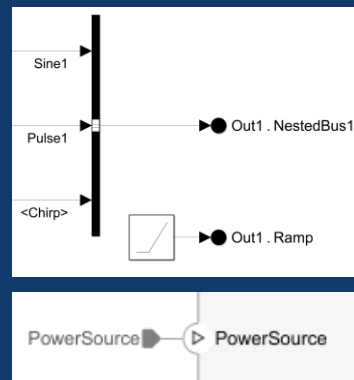 Sine1
Pulse1
Out1 . NestedBus1
<Chirp>
Out1 . Ramp
PowerSource PowerSource